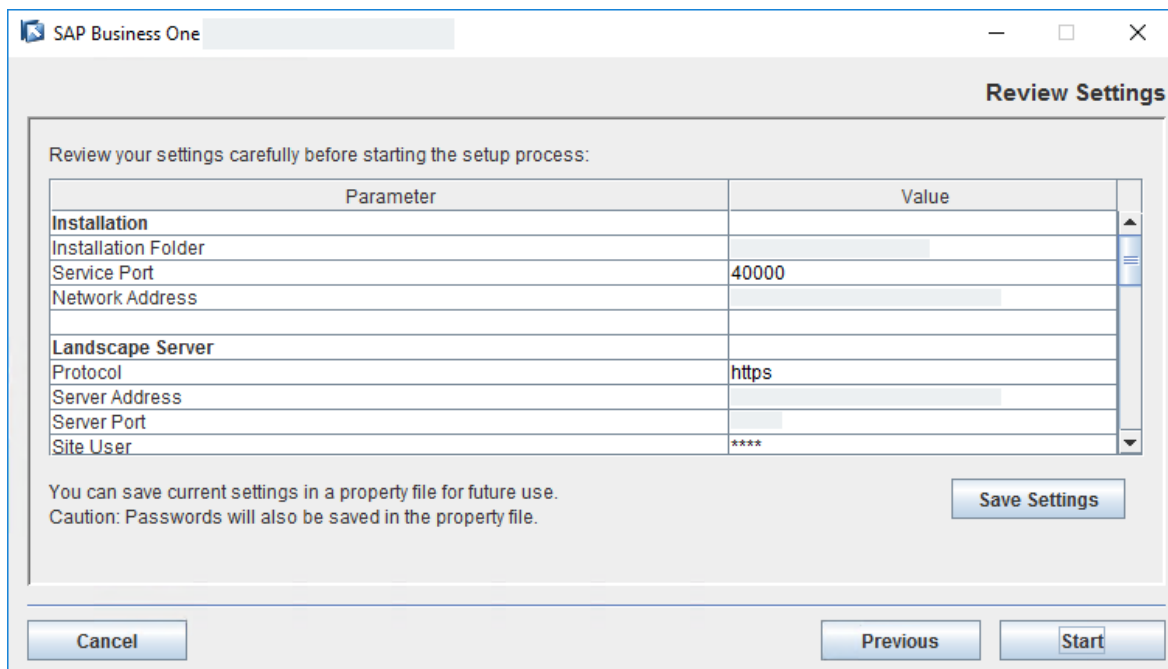 SAP Business One
Review Settings
Review your settings carefully before starting the setup process:
Parameter Value
Installation
Installation Folder
Service Port 40000
Network Address
Landscape Server
Protocol https
Server Address
Server Port
Site User ****
You can save current settings in a property file for future use.
Caution: Passwords will also be saved in the property file.
Save Settings
Cancel Previous Start